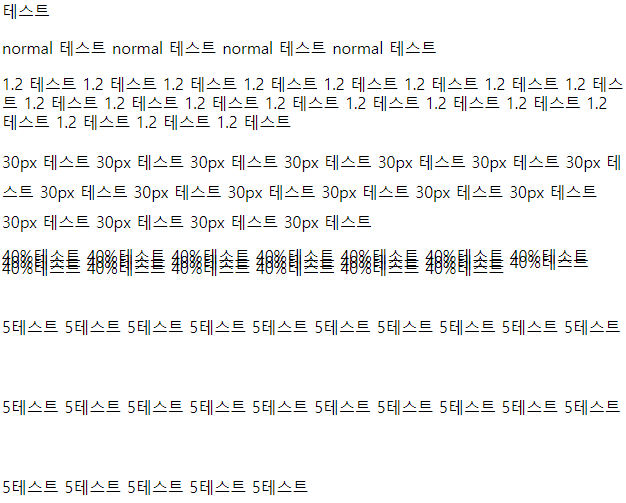 테스트
normal 테스트 normal 테스트 normal 테스트 normal 테스트
1.2 테스트 1.2 테스트 1.2 테스트 1.2 테스트 1.2 테스트 1.2 테스트 1.2 테스트 1.2 테스
트 1.2 테스트 1.2 테스트 1.2 테스트 1.2 테스트 1.2 테스트 1.2 테스트 1.2 테스트 1.2
테스트 1.2 테스트 1.2 테스트 1.2 테스트
30px 테스트 30px 테스트 30px 테스트 30px 테스트 30px 테스트 30px 테스트 30px 테
스트 30px 테스트 30px 테스트 30px 테스트 30px 테스트 30px 테스트 30px 테스트
30px 테스트 30px 테스트 30px 테스트 30px 테스트
40%테스트 40%테스트 40%테스트 40%테스트 40%테스트 40%테스트 40%테스트
40%테스트 40%테스트 40%테스트 40%테스트 40%테스트 40%테스트
5테스트 5테스트 5테스트 5테스트 5테스트 5테스트 5테스트 5테스트 5테스트 5테스트
5테스트 5테스트 5테스트 5테스트 5테스트 5테스트 5테스트 5테스트 5테스트 5테스트
5테스트 5테스트 5테스트 5테스트 5테스트